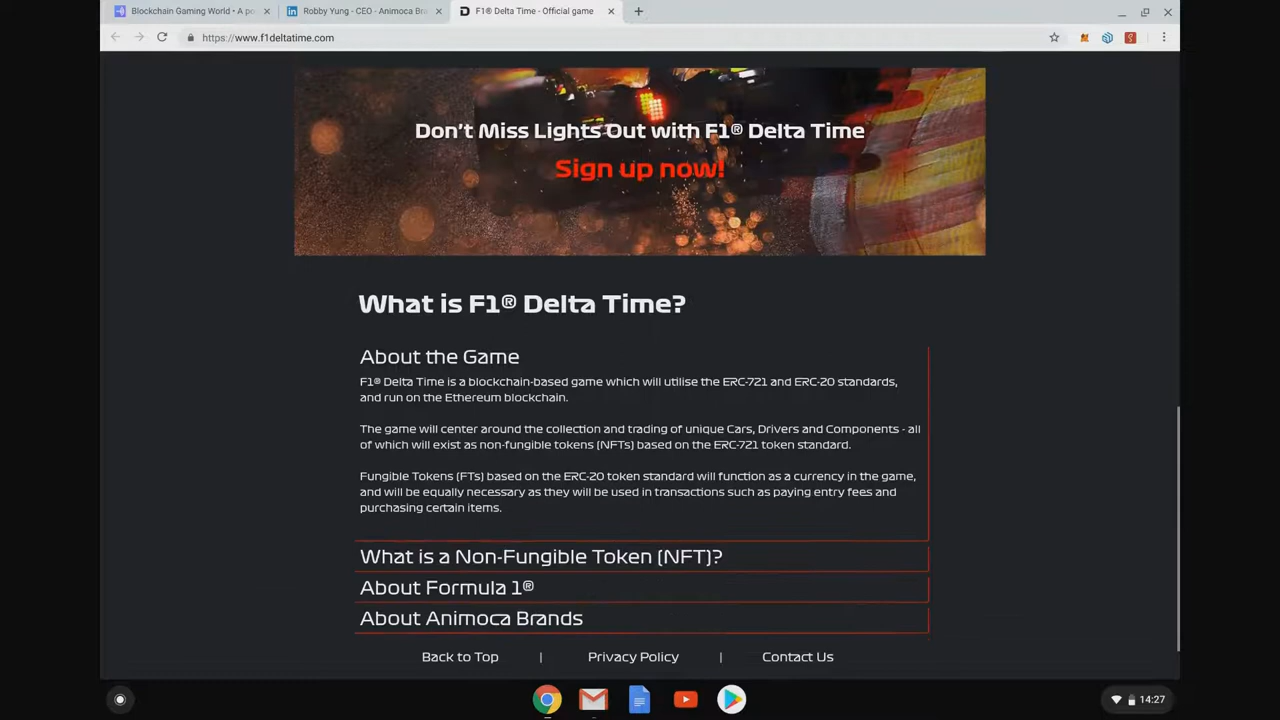 Blockchain Gaming World • A po
Robby Yung - CEO - Animoca Bra
F1® Delta Time - Official game
https://www.f1deltatime.com
Don't Miss Lights Out with F1® Delta Time
Sign up now!
What is F1® Delta Time?
About the Game
F1® Delta Time is a blockchain-based game which will utilise the ERC-721 and ERC-20 standards,
and run on the Ethereum blockchain.
The game will center around the collection and trading of unique Cars, Drivers and Components - all
of which will exist as non-fungible tokens (NFTs) based on the ERC-721 token standard.
Fungible Tokens (FTs) based on the ERC-20 token standard will function as a currency in the game,
and will be equally necessary as they will be used in transactions such as paying entry fees and
purchasing certain items.
What is a Non-Fungible Token (NFT)?
About Formula 1®
About Animoca Brands
Back to Top | Privacy Policy | Contact Us
14:27